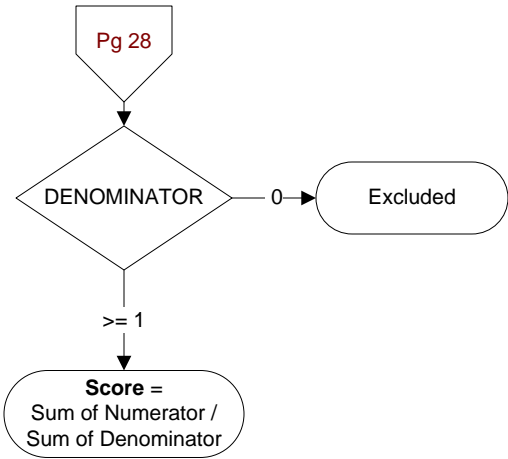 Pg 28
DENOMINATOR
0
Excluded
>= 1
Score =
Sum of Numerator /
Sum of Denominator